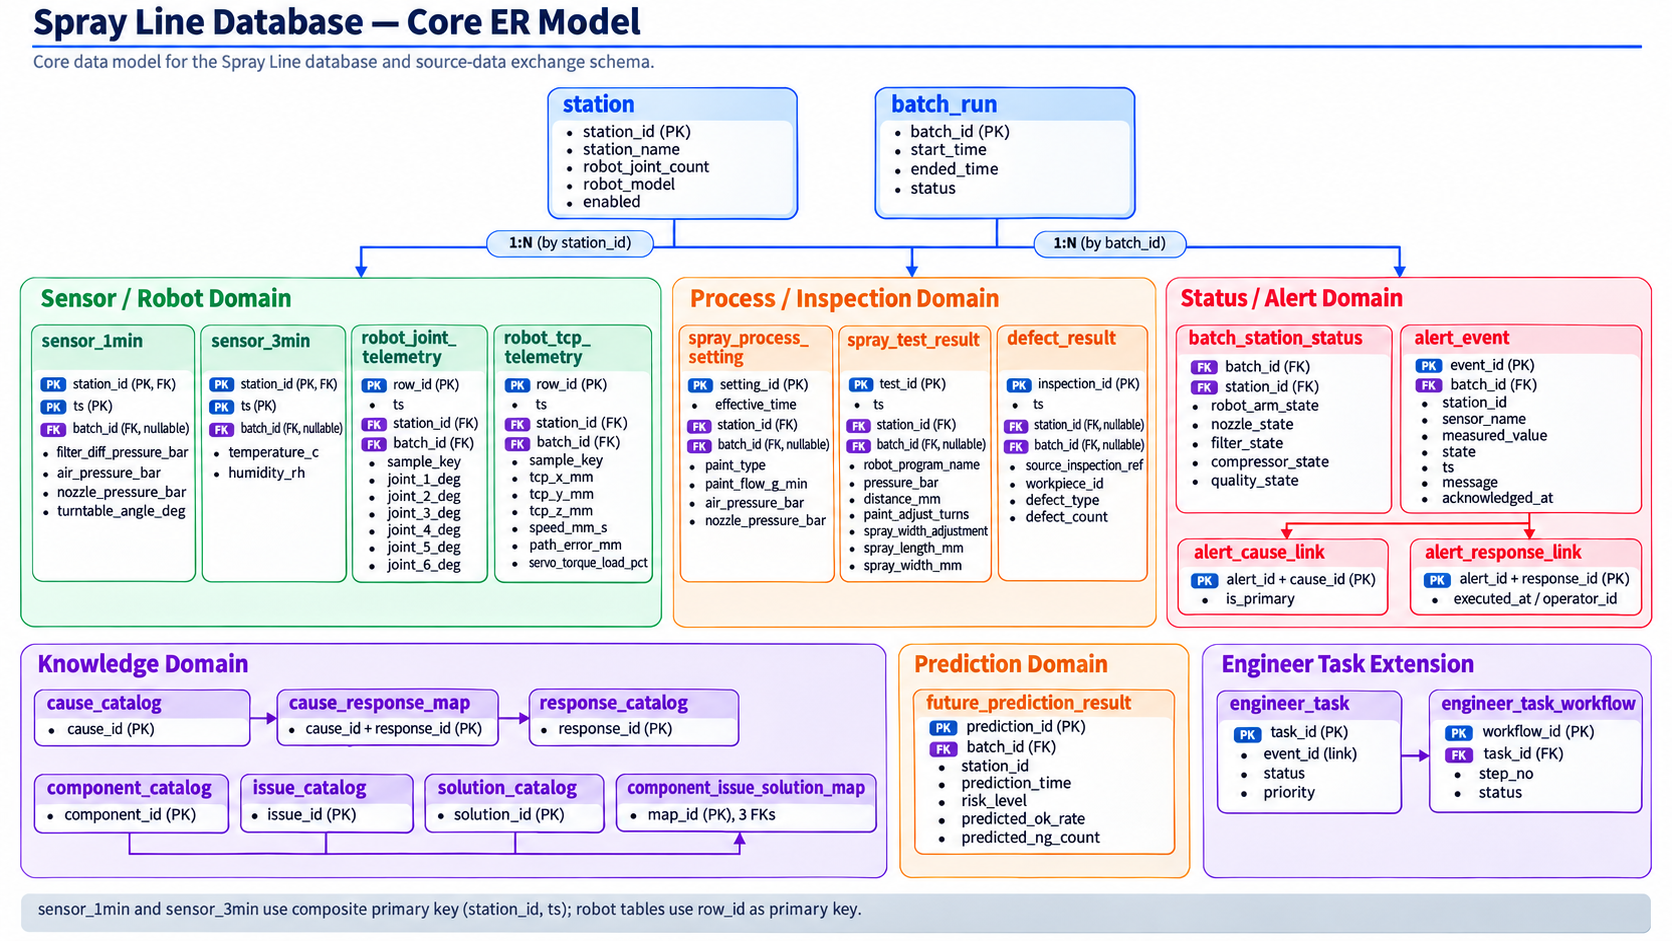 Spray Line Database — Core ER Model
Core data model for the Spray Line database and source-data exchange schema.
station
• station_id (PK)
• station_name
• robot_joint_count
• robot_model
• enabled
batch_run
• batch_id (PK)
• start_time
• ended_time
• status
1:N (by station_id)
1:N (by batch_id)
Sensor / Robot Domain
sensor_1min
PK station_id (PK, FK)
PK ts (PK)
FK batch_id (FK, nullable)
• filter_diff_pressure_bar
• air_pressure_bar
• nozzle_pressure_bar
• turntable_angle_deg
sensor_3min
PK station_id (PK, FK)
PK ts (PK)
FK batch_id (FK, nullable)
• temperature_c
• humidity_rh
robot_joint_
telemetry
PK row_id (PK)
• ts
FK station_id (FK)
FK batch_id (FK)
• sample_key
• joint_1_deg
• joint_2_deg
• joint_3_deg
• joint_4_deg
• joint_5_deg
• joint_6_deg
robot_tcp_
telemetry
PK row_id (PK)
• ts
FK station_id (FK)
FK batch_id (FK)
• sample_key
• tcp_x_mm
• tcp_y_mm
• tcp_z_mm
• speed_mm_s
• path_error_mm
• servo_torque_load_pct
Process / Inspection Domain
spray_process_
setting
PK setting_id (PK)
• effective_time
FK station_id (FK)
FK batch_id (FK, nullable)
• paint_type
• paint_flow_g_min
• air_pressure_bar
• nozzle_pressure_bar
spray_test_result
PK test_id (PK)
• ts
FK station_id (FK)
FK batch_id (FK, nullable)
• robot_program_name
• pressure_bar
• distance_mm
• paint_adjust_turns
• spray_width_adjustment
• spray_length_mm
• spray_width_mm
defect_result
PK inspection_id (PK)
• ts
FK station_id (FK, nullable)
FK batch_id (FK, nullable)
• source_inspection_ref
• workpiece_id
• defect_type
• defect_count
Status / Alert Domain
batch_station_status
FK batch_id (FK)
FK station_id (FK)
• robot_arm_state
• nozzle_state
• filter_state
• compressor_state
• quality_state
alert_event
PK event_id (PK)
FK batch_id (FK)
• station_id
• sensor_name
• measured_value
• state
• ts
• message
• acknowledged_at
alert_cause_link
PK alert_id + cause_id (PK)
• is_primary
alert_response_link
PK alert_id + response_id (PK)
• executed_at / operator_id
Knowledge Domain
cause_catalog
• cause_id (PK)
cause_response_map
• cause_id + response_id (PK)
response_catalog
• response_id (PK)
component_catalog
• component_id (PK)
issue_catalog
• issue_id (PK)
solution_catalog
• solution_id (PK)
component_issue_solution_map
• map_id (PK), 3 FKs
Prediction Domain
future_prediction_result
PK prediction_id (PK)
FK batch_id (FK)
• station_id
• prediction_time
• risk_level
• predicted_ok_rate
• predicted_ng_count
Engineer Task Extension
engineer_task
PK task_id (PK)
• event_id (link)
• status
• priority
engineer_task_workflow
PK workflow_id (PK)
FK task_id (FK)
• step_no
• status
sensor_1min and sensor_3min use composite primary key (station_id, ts); robot tables use row_id as primary key.